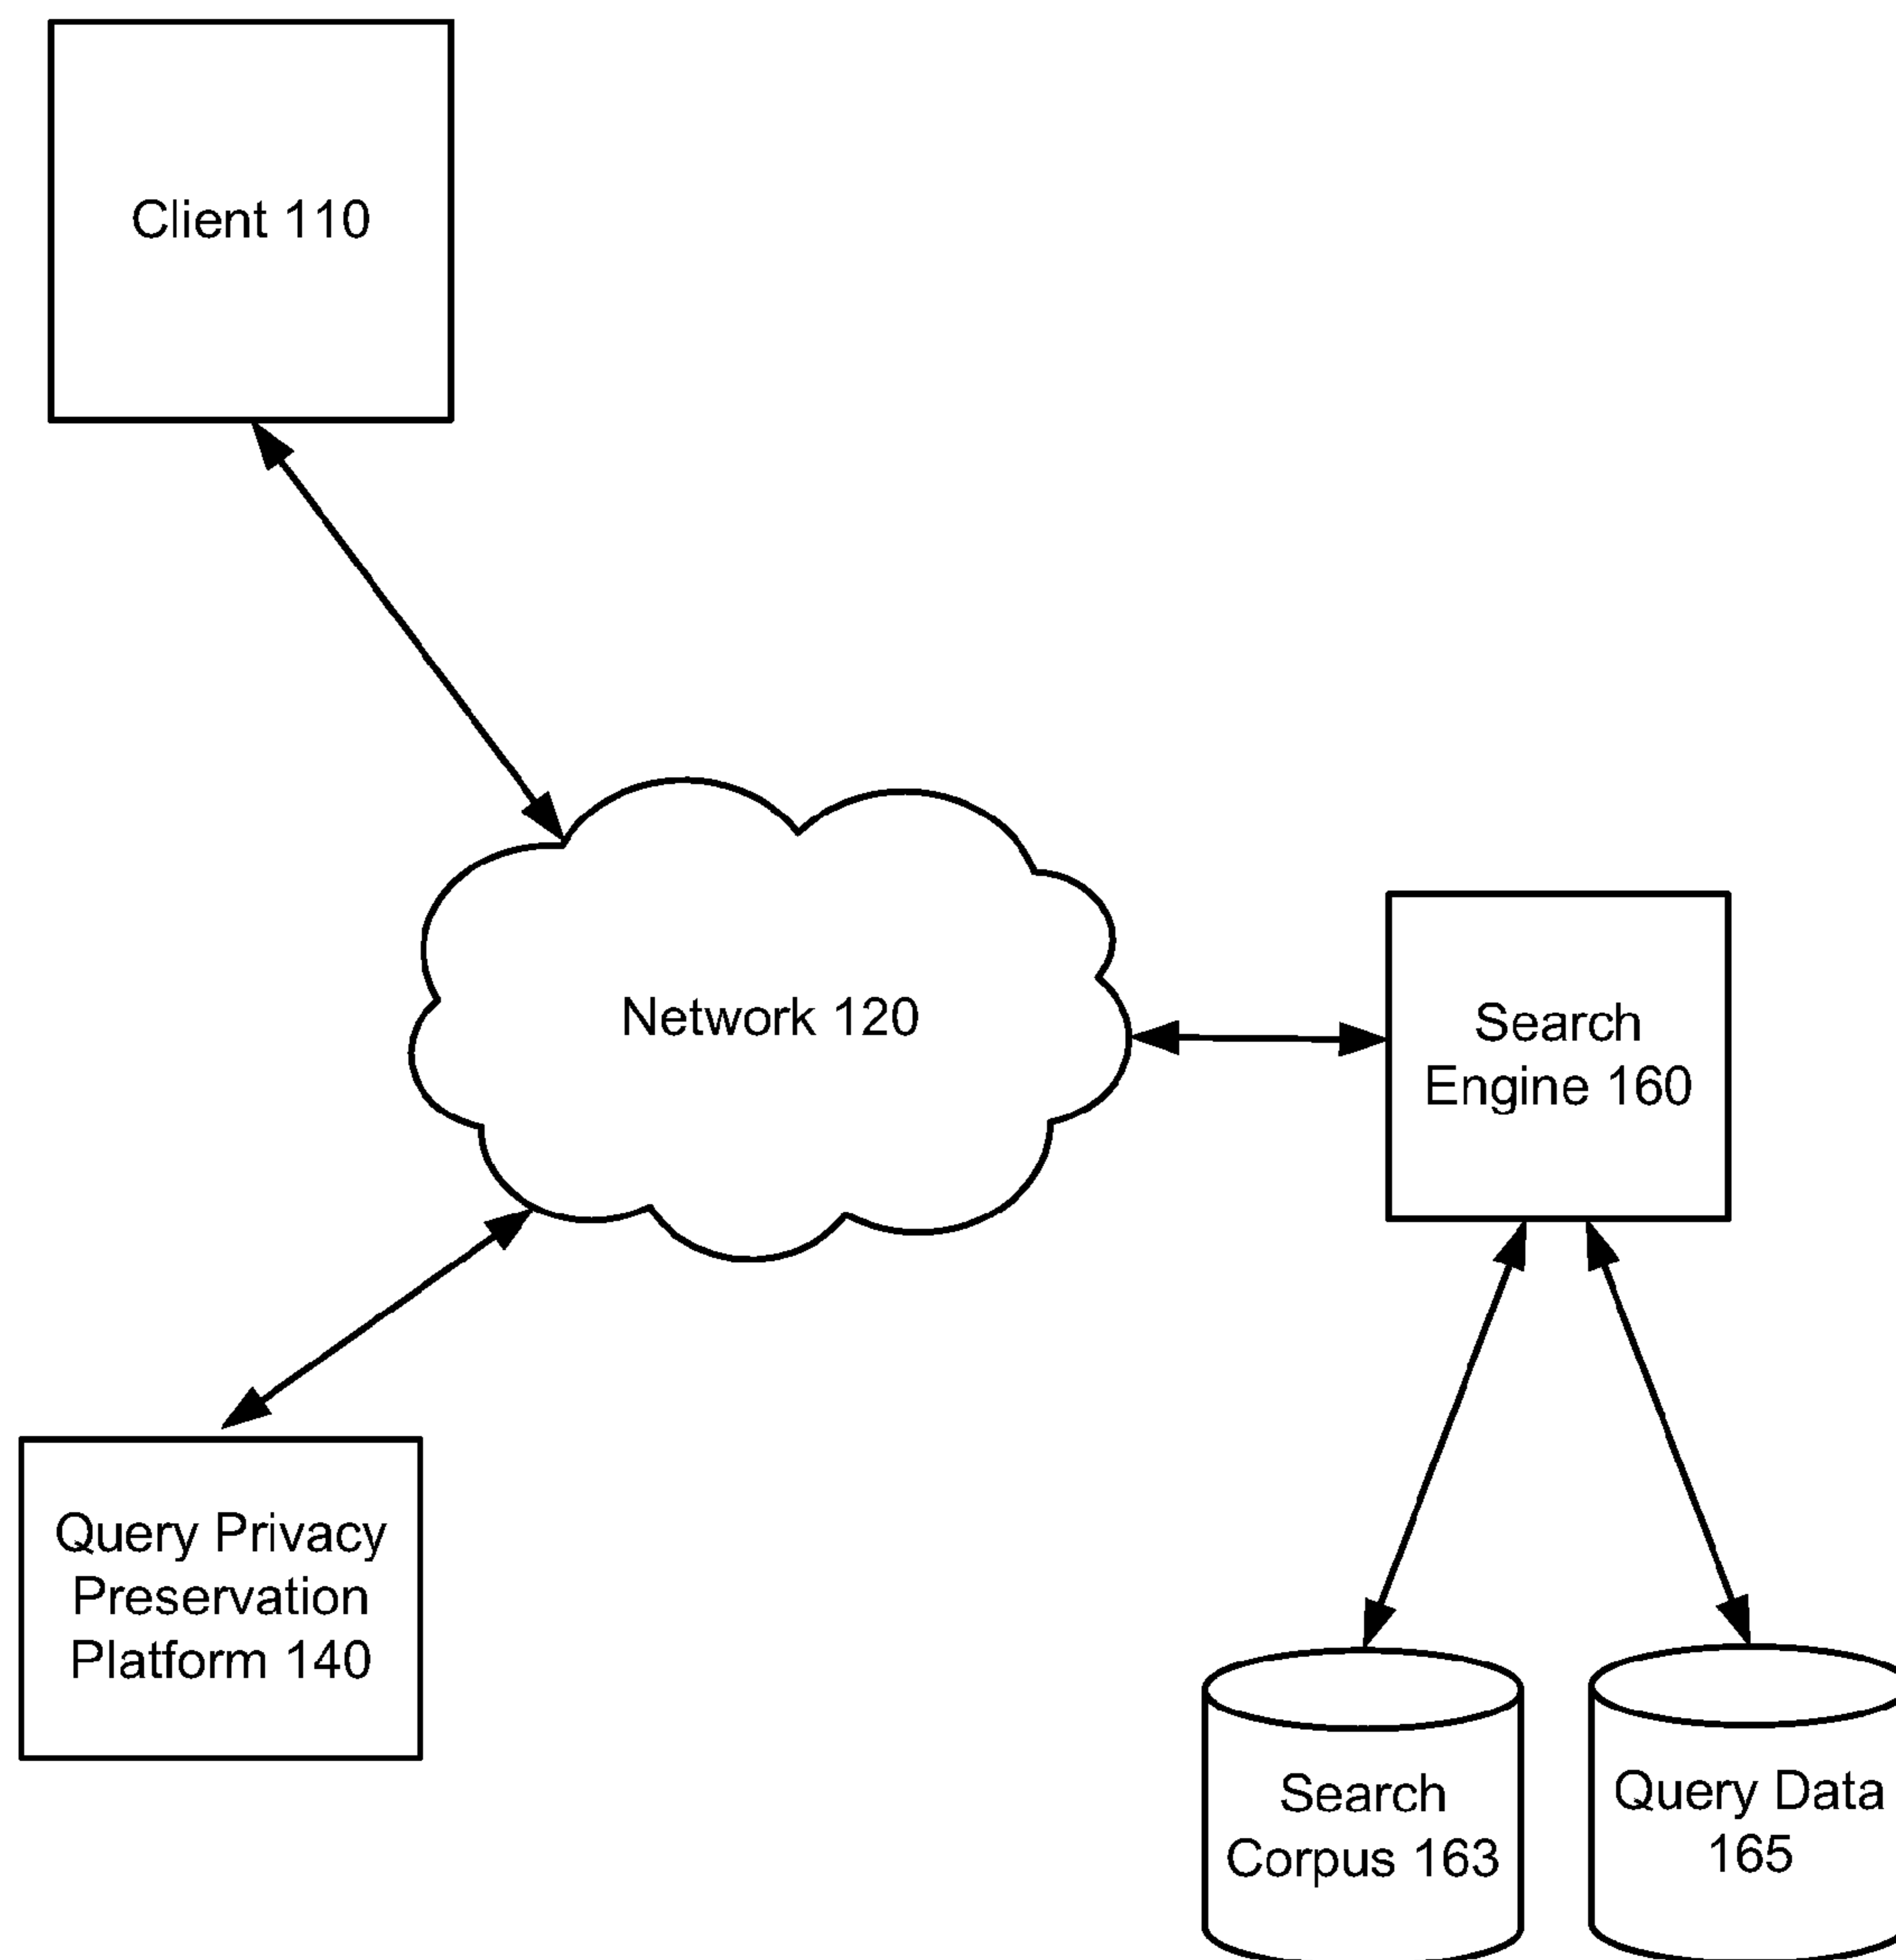 Client 110
Network 120
Search
Engine 160
Query Privacy
Preservation
Platform 140
Search
Corpus 163
Query Data
165